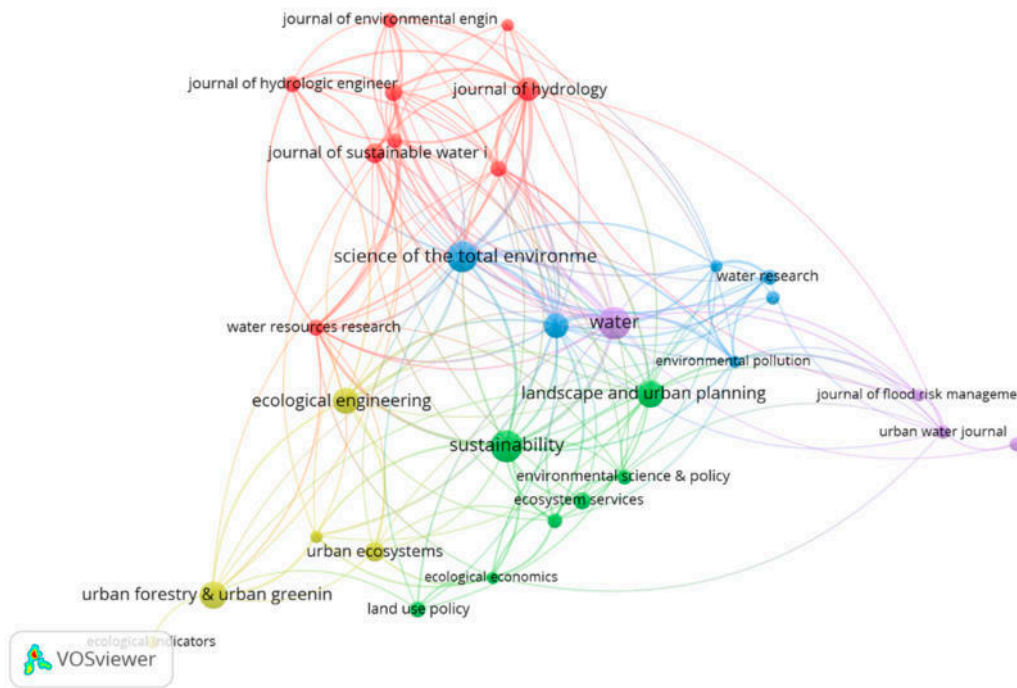 journal of environmental engin
journal of hydrologic engineer
journal of hydrology
journal of sustainable water i
science of the total environme
water research
water resources research
water
environmental pollution
ecological engineering
landscape and urban planning
journal of flood risk manageme
urban water journal
sustainability
environmental science & policy
ecosystem services
urban ecosystems
ecological economics
urban forestry & urban greenin
land use policy
ecological indicators
VOSviewer